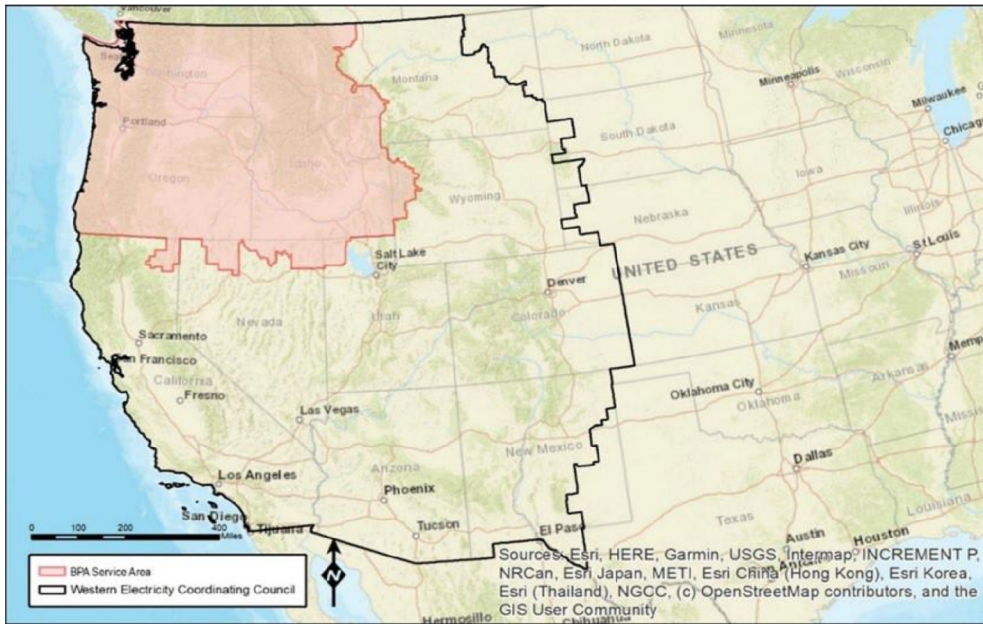 Vancouver
North Dakota
Minnesota
Washington
Montana
Minneapolis
Wisconsin
Milwaukee
Portland
South Dakota
Chicago
Idaho
Oregon
Wyoming
Iowa
Nebraska
Illinois
Salt Lake
City
UNITED STATES
Kansas City
St Louis
Denver
Missouri
Nevada
Utah
Colorado
Kansas
Sacramento
San Francisco
California
Fresno
Las Vegas
Oklahoma City
Oklahoma
Arkansas
Memp
Arizona
New Mexico
Missi
Los Angeles
Phoenix
Dallas
San Diego
Tijuana
Tucson
El Paso
Texas
Louisiana
Austin
Houston
0 100 200 400
Miles
BPA Service Area
Western Electricity Coordinating Council
N
Sources: Esri, HERE, Garmin, USGS, Intermap, INCREMENT P,
NRCan, Esri Japan, METI, Esri China (Hong Kong), Esri Korea,
Esri (Thailand), NGCC, (c) OpenStreetMap contributors, and the
GIS User Community
Hermosillo